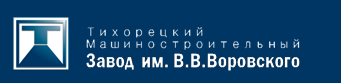 Тихорецкий
Машиностроительный
Завод им. В.В.Воровского